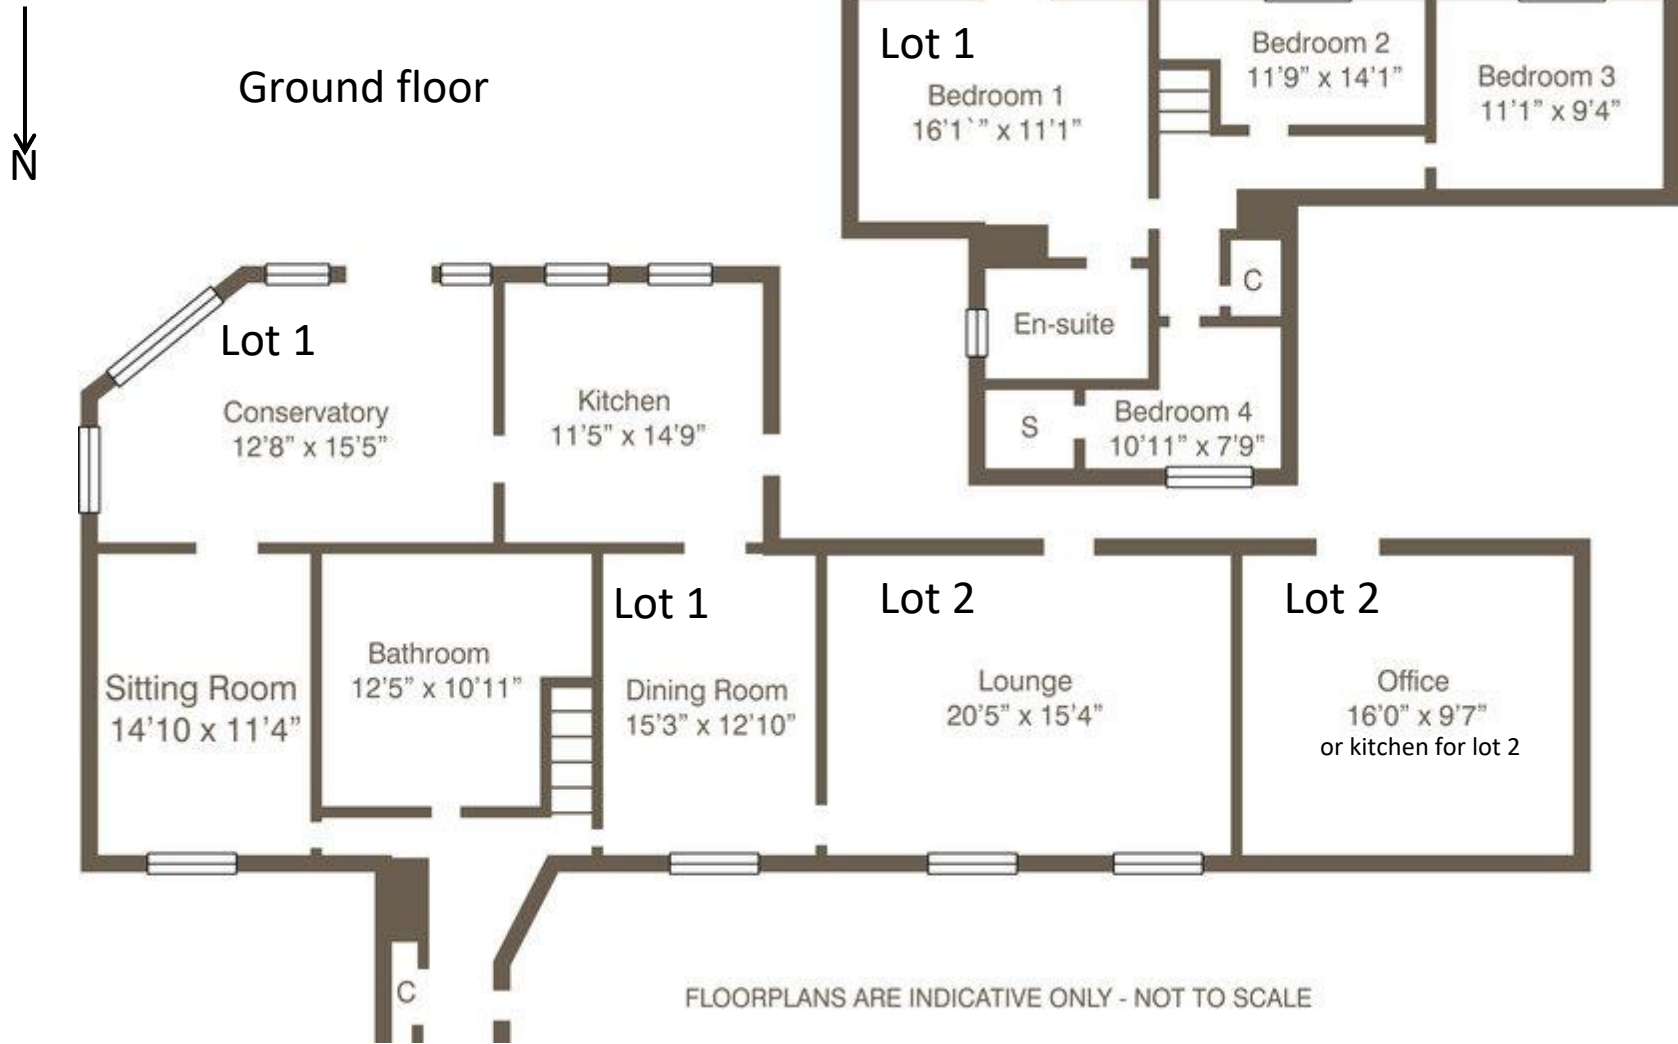 Ground floor
N
Lot 1
Bedroom 1
16'1`” x 11'1”
Bedroom 2
11'9” x 14'1”
Bedroom 3
11'1” x 9'4”
En-suite
C
S
Bedroom 4
10'11” x 7'9”
Lot 1
Conservatory
12'8” x 15'5”
Kitchen
11'5” x 14'9”
Sitting Room
14'10 x 11'4”
Bathroom
12'5” x 10'11”
Lot 1
Dining Room
15'3” x 12'10”
Lot 2
Lounge
20'5” x 15'4”
Lot 2
Office
16'0” x 9'7”
or kitchen for lot 2
C
FLOORPLANS ARE INDICATIVE ONLY - NOT TO SCALE